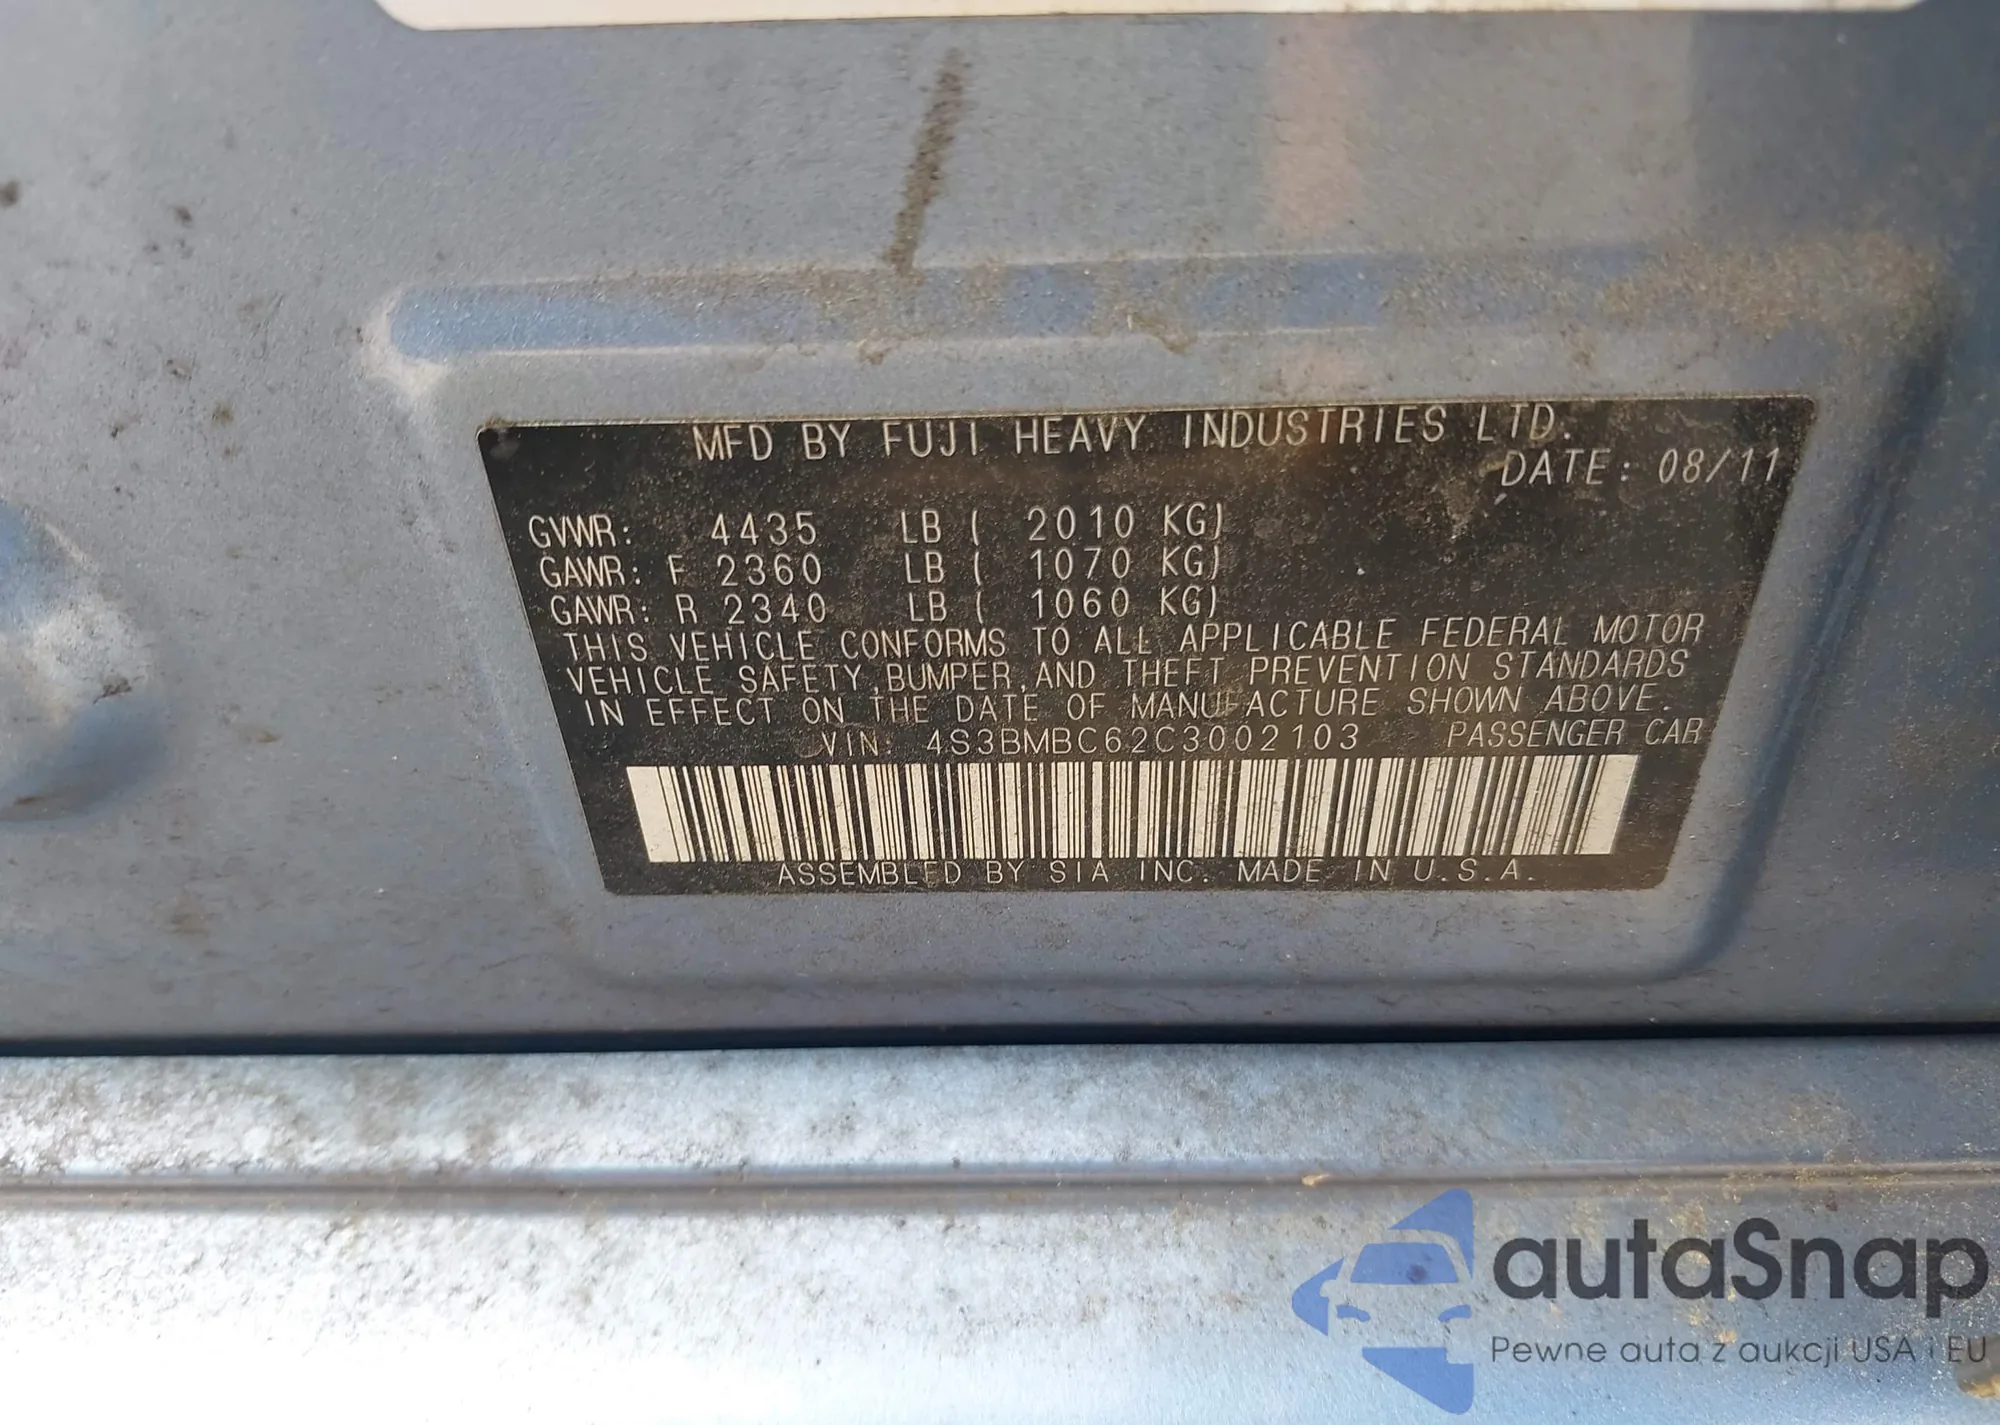 MFD BY FUJI HEAVY INDUSTRIES LTD.
DATE: 08/11
GVWR: 4435 LB ( 2010 KG)
GAWR: F 2360 LB ( 1070 KG)
GAWR: R 2340 LB ( 1060 KG)
THIS VEHICLE CONFORMS TO ALL APPLICABLE FEDERAL MOTOR
VEHICLE SAFETY, BUMPER, AND THEFT PREVENTION STANDARDS
IN EFFECT ON THE DATE OF MANUFACTURE SHOWN ABOVE.
VIN: 4S3BMBC62C3002103 PASSENGER CAR
ASSEMBLED BY SIA INC. MADE IN U.S.A.
autaSnap
Pewne auta z aukcji USA i EU